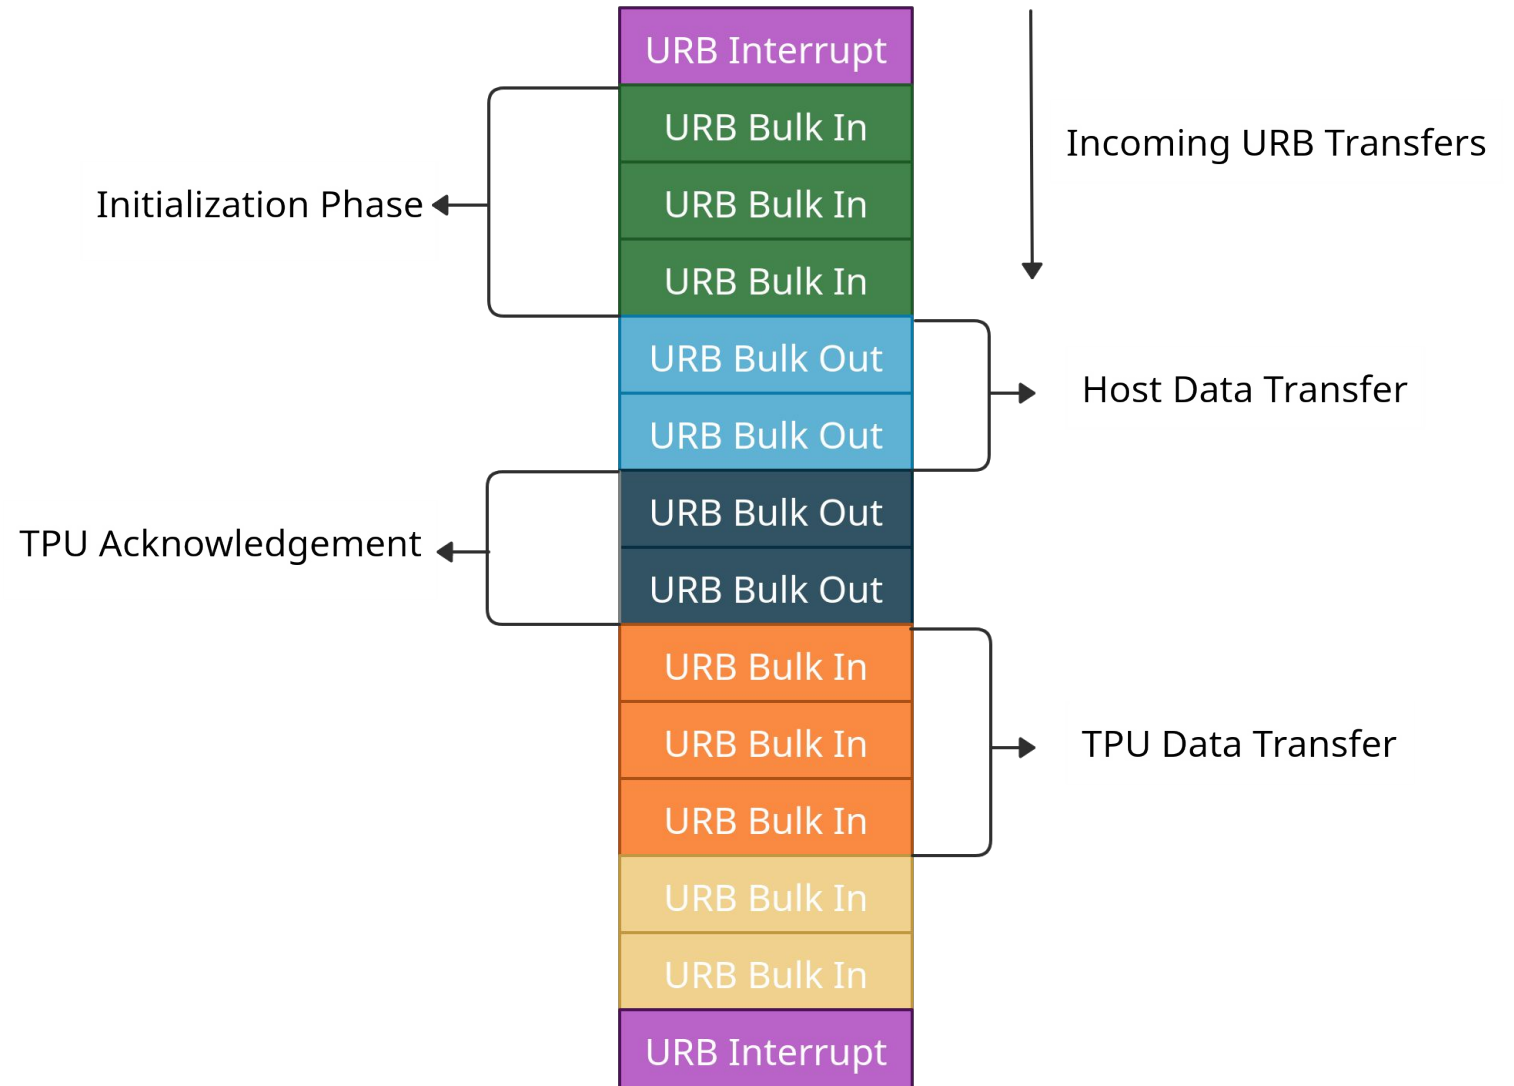 URB Interrupt
URB Bulk In
Incoming URB Transfers
Initialization Phase
URB Bulk In
URB Bulk In
URB Bulk Out
Host Data Transfer
URB Bulk Out
URB Bulk Out
TPU Acknowledgement
URB Bulk Out
URB Bulk In
URB Bulk In
TPU Data Transfer
URB Bulk In
URB Bulk In
URB Bulk In
URB Interrupt